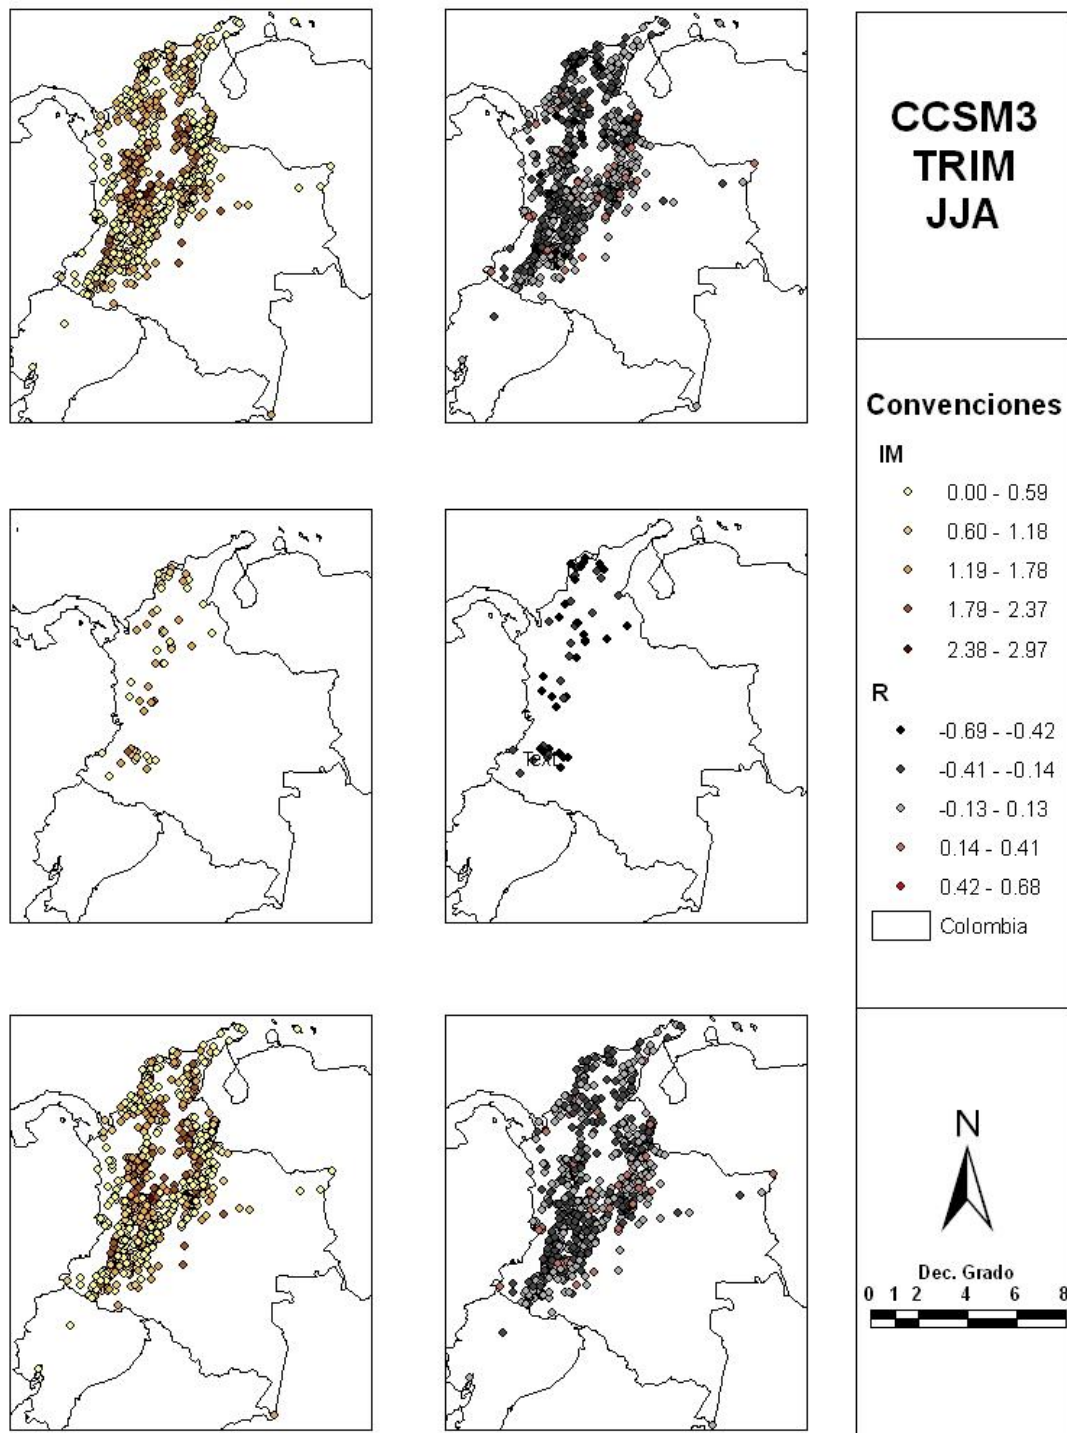 CCSM3
TRIM
JJA
Convenciones
IM
0.00 - 0.59
0.60 - 1.18
1.19 - 1.78
1.79 - 2.37
2.38 - 2.97
R
-0.69 - -0.42
-0.41 - -0.14
-0.13 - 0.13
0.14 - 0.41
0.42 - 0.68
Colombia
Text
N
Dec. Grado
0 1 2 4 6 8